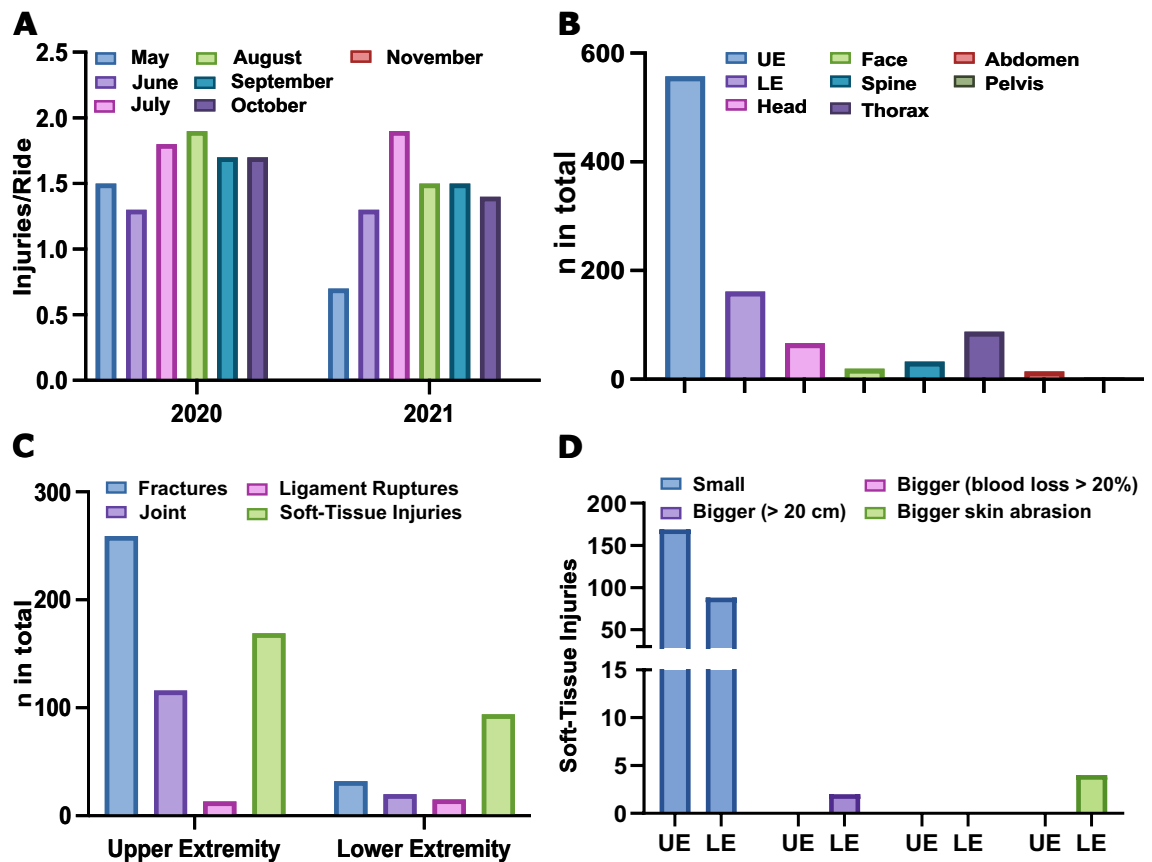 A
Injuries/Ride
2.5
2.0
1.5
1.0
0.5
0.0
May
June
July
August
September
October
November
2020
2021
B
n in total
600
400
200
0
UE
LE
Head
Face
Spine
Thorax
Abdomen
Pelvis
C
n in total
300
200
100
0
Fractures
Joint
Ligament Ruptures
Soft-Tissue Injuries
Upper Extremity
Lower Extremity
D
Soft-Tissue Injuries
200
150
100
50
15
10
5
0
Small
Bigger (> 20 cm)
Bigger (blood loss > 20%)
Bigger skin abrasion
UE LE UE LE UE LE UE LE